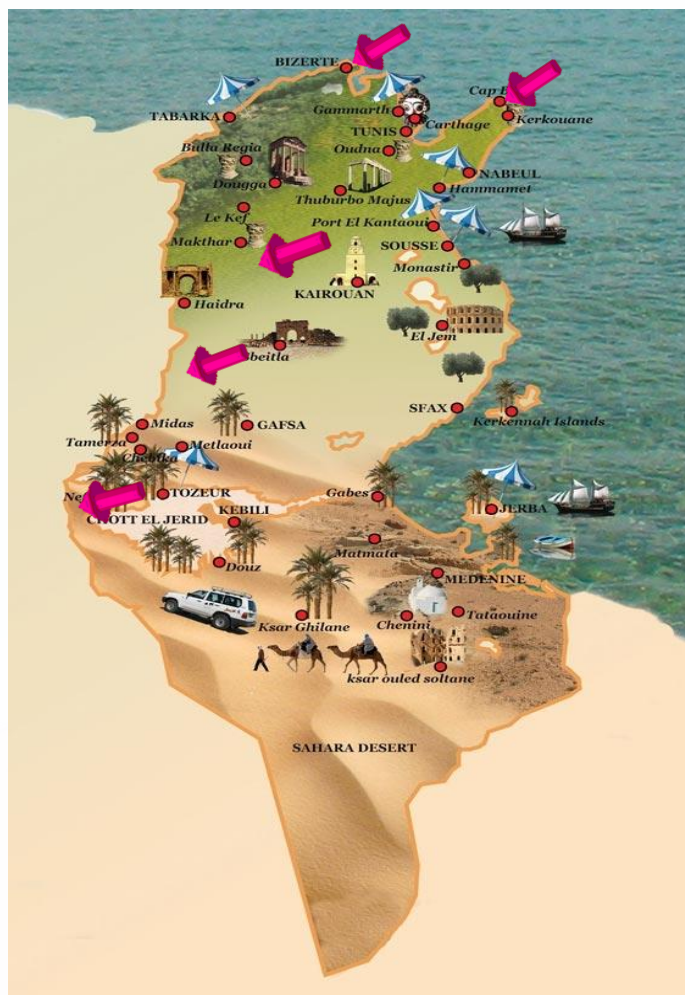 BIZERTE
Cap
Gammarth
TABARKA
Carthage
Kerkouane
TUNIS
Bulla Regia
Oudna
NABEUL
Dougga
Hammamet
Thuburbo Majus
Le Kef
Port El Kantaoui
Makthar
SOUSSE
Monastir
KAIROUAN
Haidra
El Jem
SFAX
Kerkennah Islands
Midas
GAFSA
Tamerza
Metlaoui
Chebika
TOZEUR
Gabes
KEBILI
JERBA
CHOTT EL JERID
Matmata
Douz
MEDENINE
Tataouine
Ksar Ghilane
Chenini
ksar ouled soltane
SAHARA DESERT